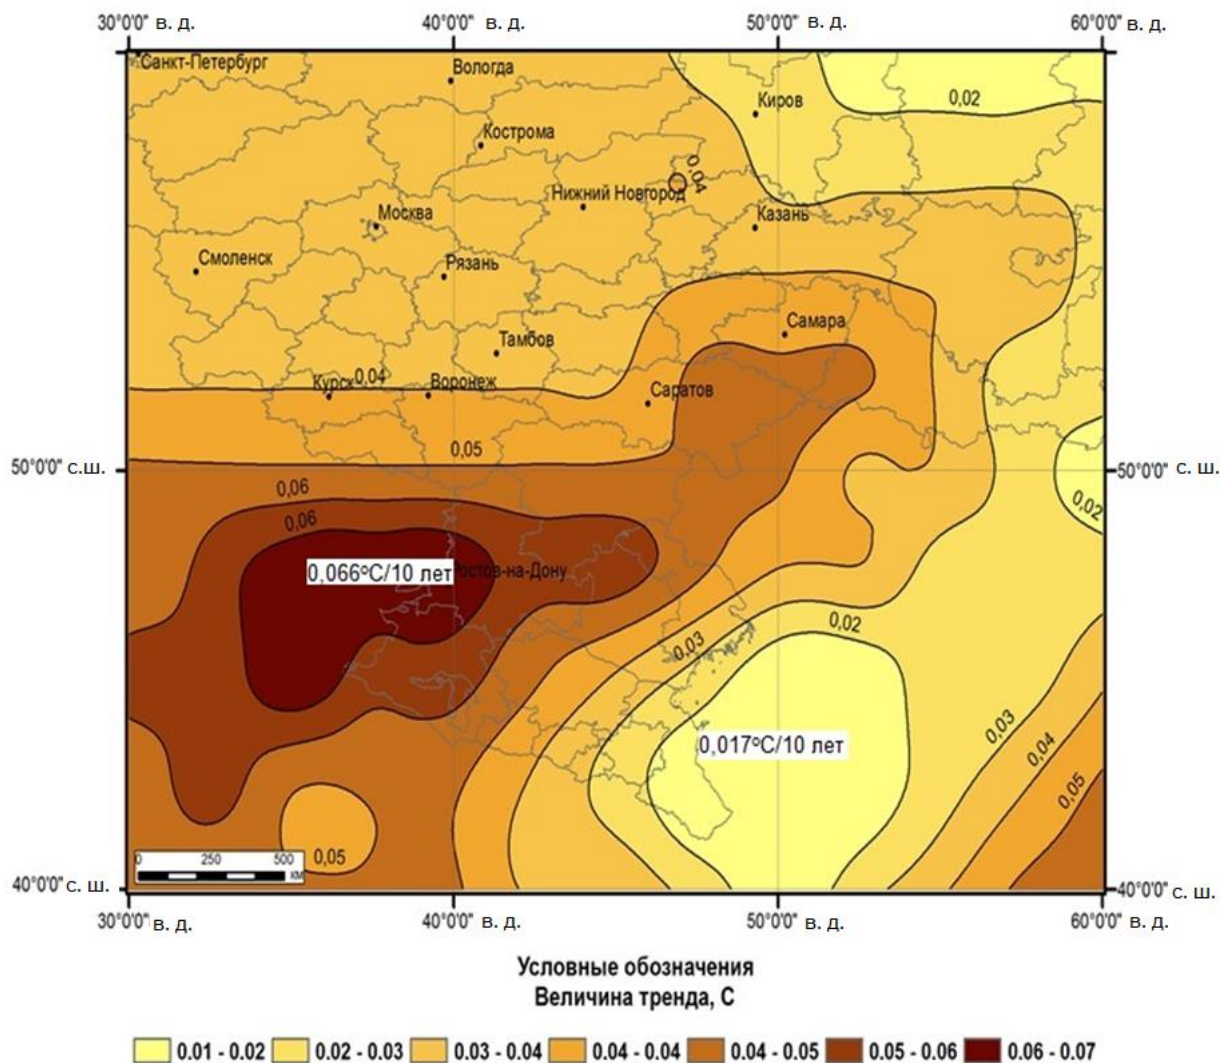 30°0'0" в. д. 40°0'0" в. д. 50°0'0" в. д. 60°0'0" в. д.
Санкт-Петербург
Вологда
0,02
Киров
Кострома
0,04
Нижний Новгород
Москва
Казань
Смоленск
Рязань
Самара
Тамбов
Курск 0,04 Воронеж
Саратов
0,05
50°0'0" с.ш. 50°0'0" с. ш.
0,06
0,02
0,06
0,066°C/10 лет Ростов-на-Дону
0,02
0,03
0,03
0,017°C/10 лет
0,04
0,05
0,05
0 250 500
КМ
40°0'0" с. ш. 40°0'0" с. ш.
30°0'0" в. д. 40°0'0" в. д. 50°0'0" в. д. 60°0'0" в. д.
Условные обозначения
Величина тренда, С
0.01 - 0.02 0.02 - 0.03 0.03 - 0.04 0.04 - 0.04 0.04 - 0.05 0.05 - 0.06 0.06 - 0.07